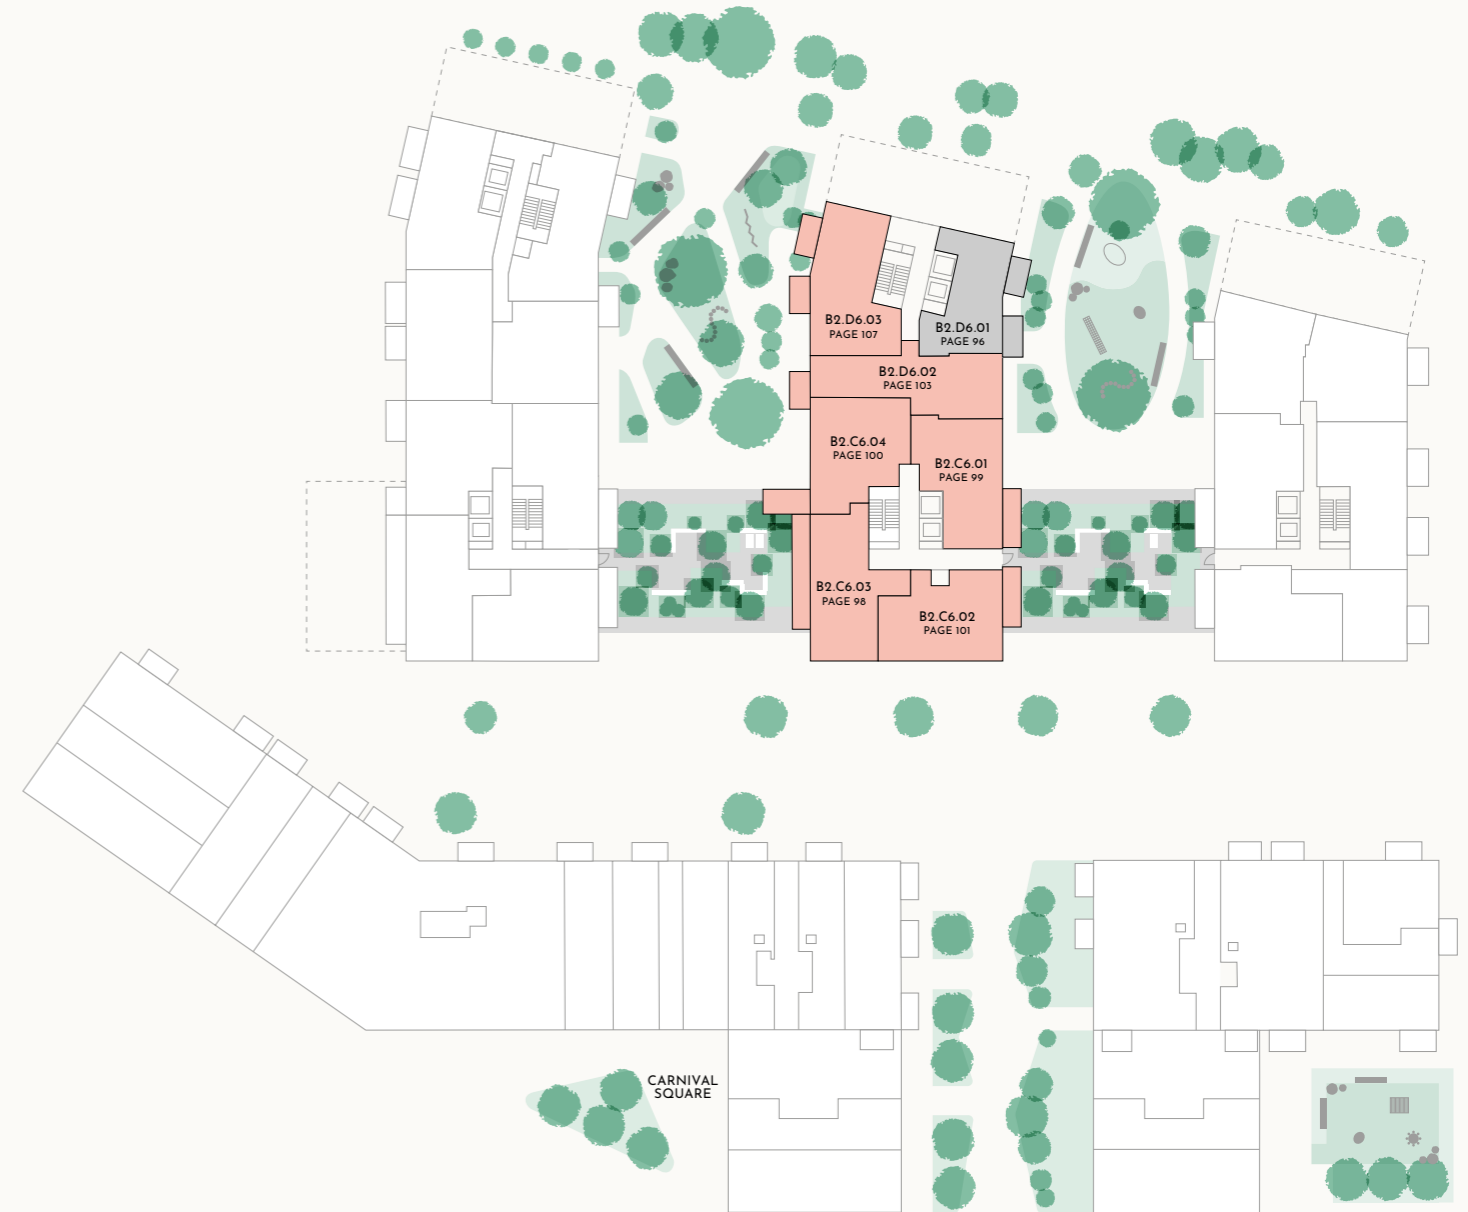 B2.D6.03
PAGE 107
B2.D6.01
PAGE 96
B2.D6.02
PAGE 103
B2.C6.04
PAGE 100
B2.C6.01
PAGE 99
B2.C6.03
PAGE 98
B2.C6.02
PAGE 101
CARNIVAL
SQUARE